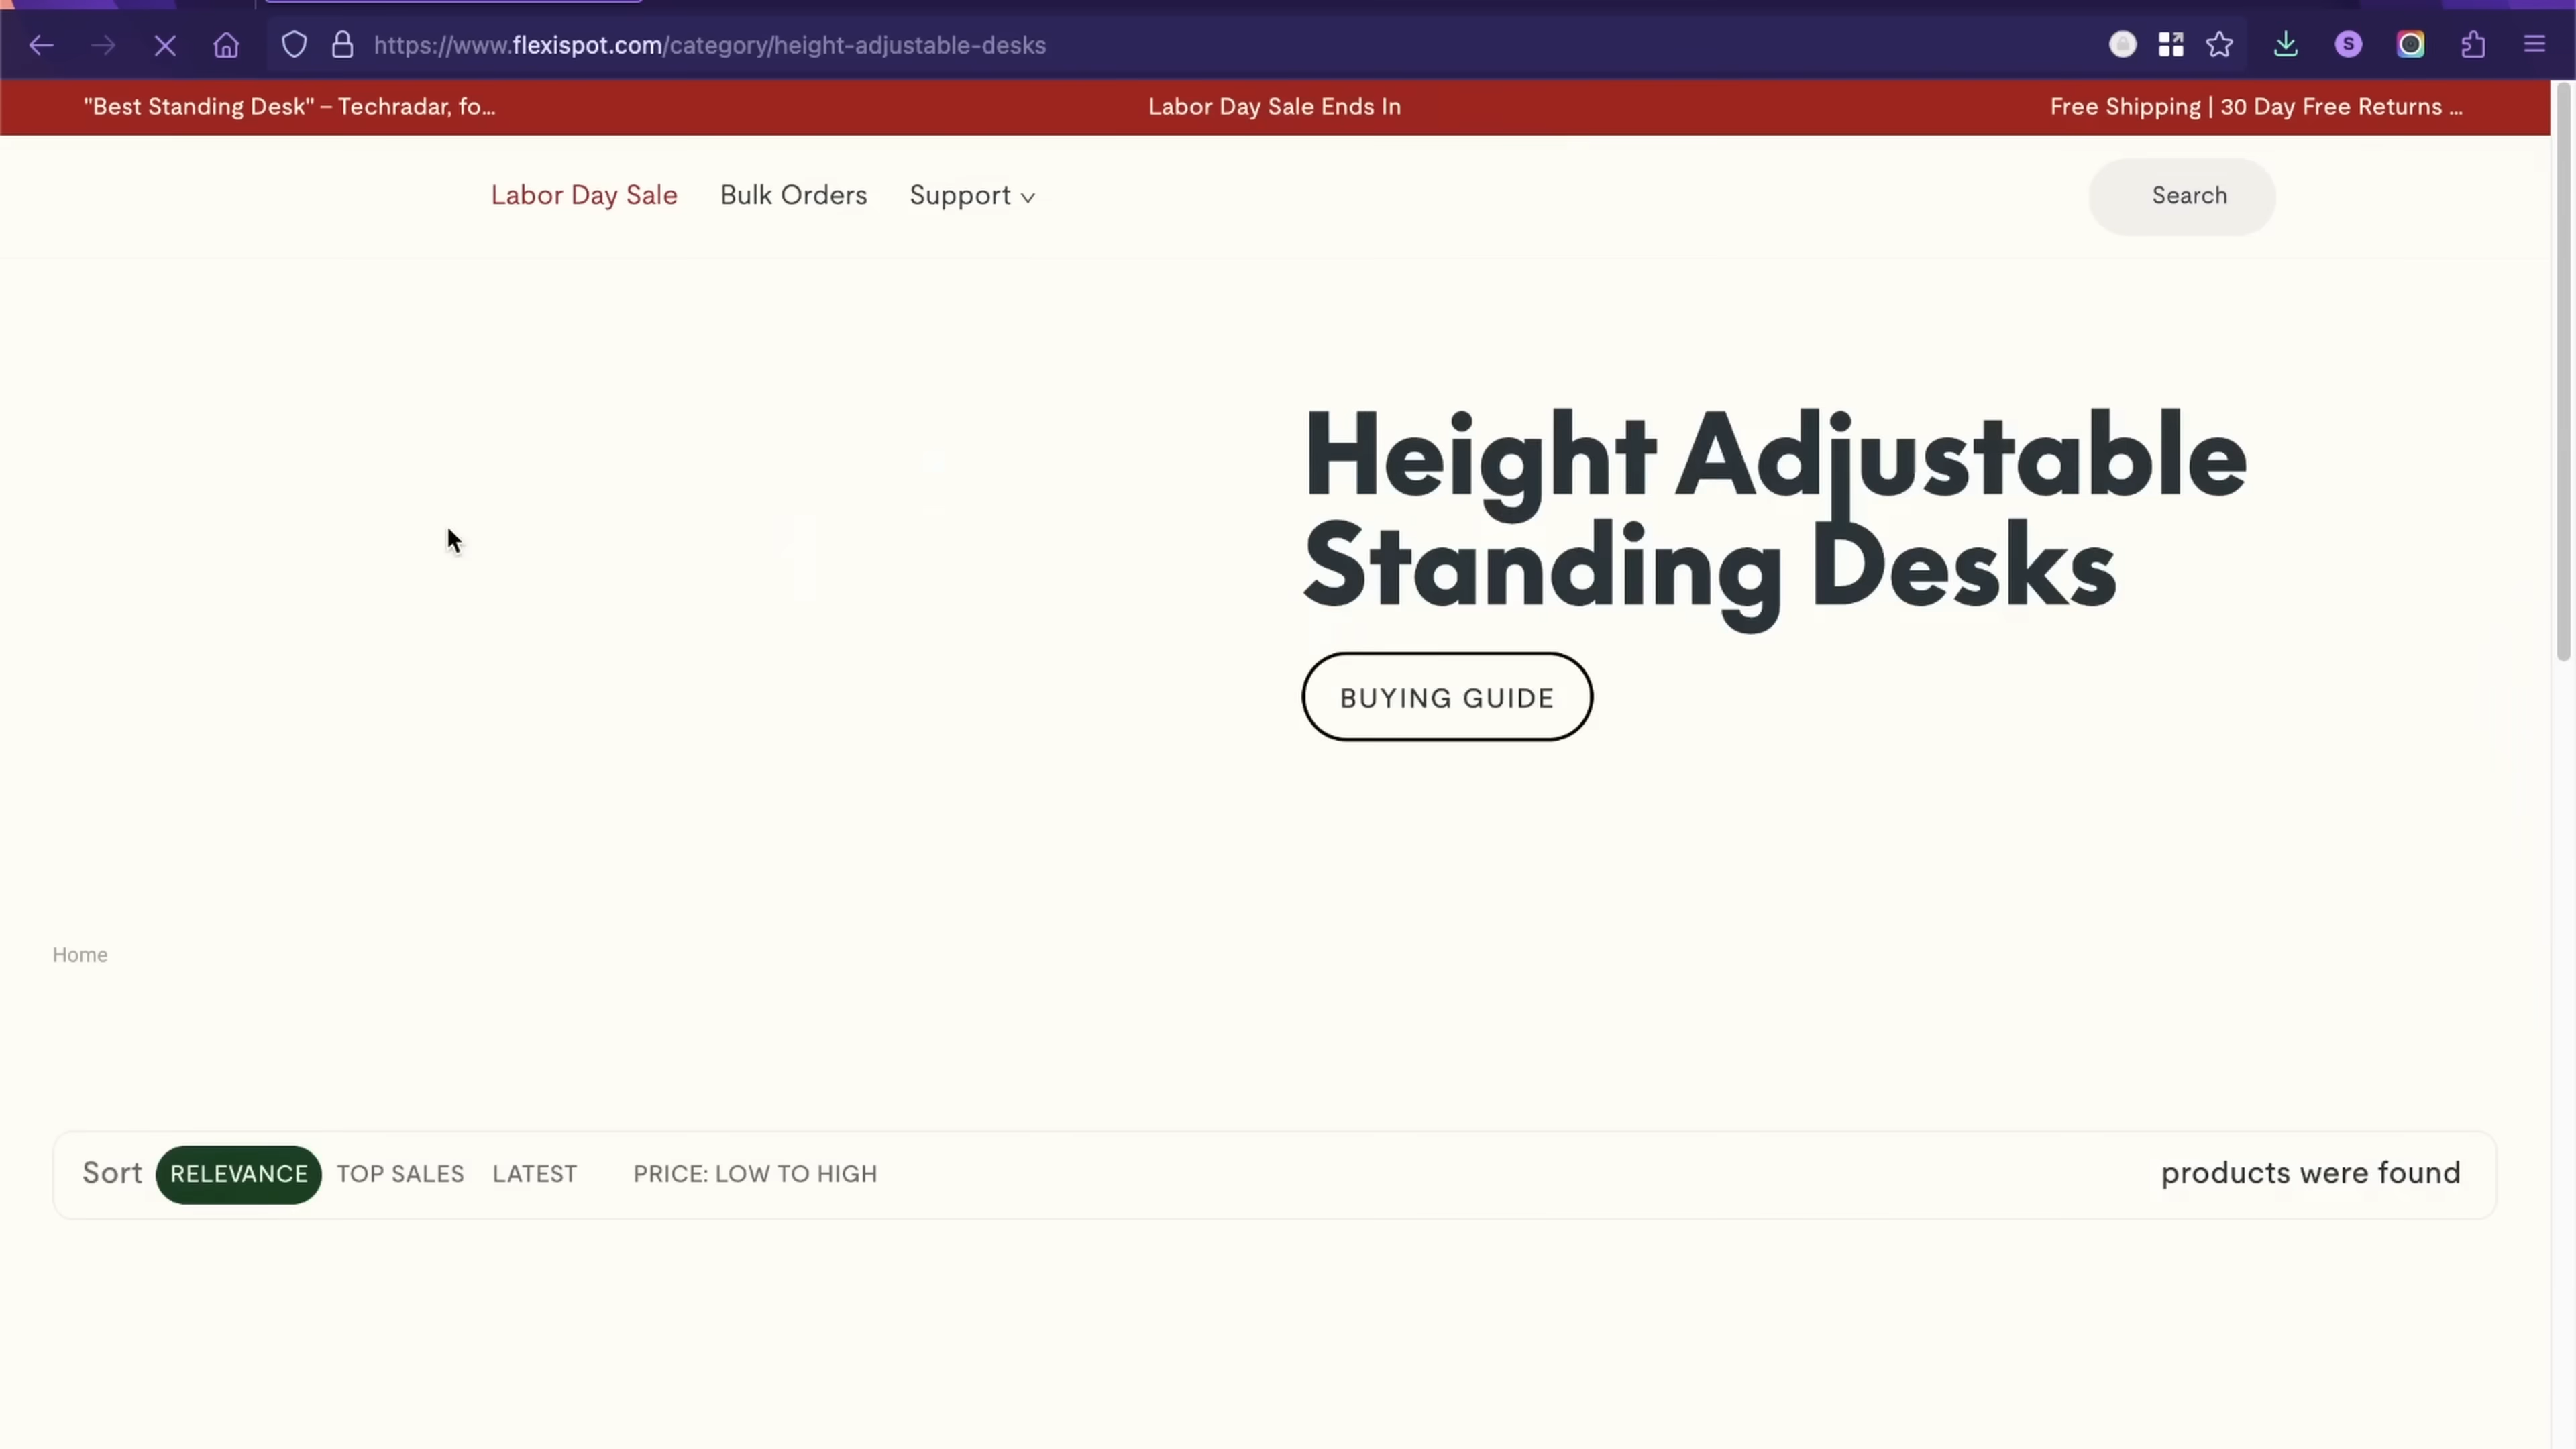 https://www.flexispot.com/category/height-adjustable-desks
S
"Best Standing Desk" – Techradar, fo...
Labor Day Sale Ends In
Free Shipping | 30 Day Free Returns ...
Labor Day Sale
Bulk Orders
Support
Search
Height Adjustable
Standing Desks
BUYING GUIDE
Home
Sort
RELEVANCE
TOP SALES
LATEST
PRICE: LOW TO HIGH
products were found